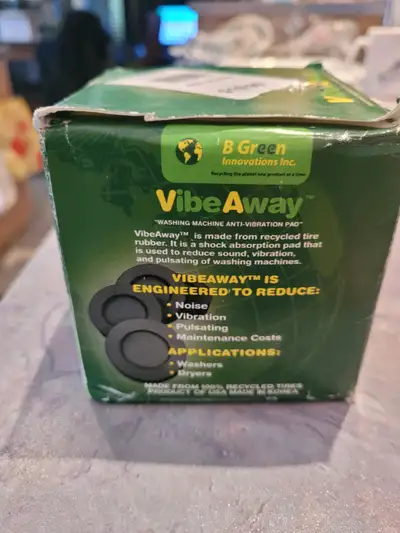 B Green
Innovations Inc.
Recycling the planet one product at a time
VibeAway™
"WASHING MACHINE ANTI-VIBRATION PAD"
VibeAway™ is made from recycled tire
rubber. It is a shock absorption pad that
is used to reduce sound, vibration,
and pulsating of washing machines.
VIBEAWAY™ IS
ENGINEERED TO REDUCE:
• Noise
• Vibration
• Pulsating
• Maintenance Costs
APPLICATIONS:
• Washers
• Dryers
MADE FROM 100% RECYCLED TIRES
PRODUCT OF USA MADE IN KOREA